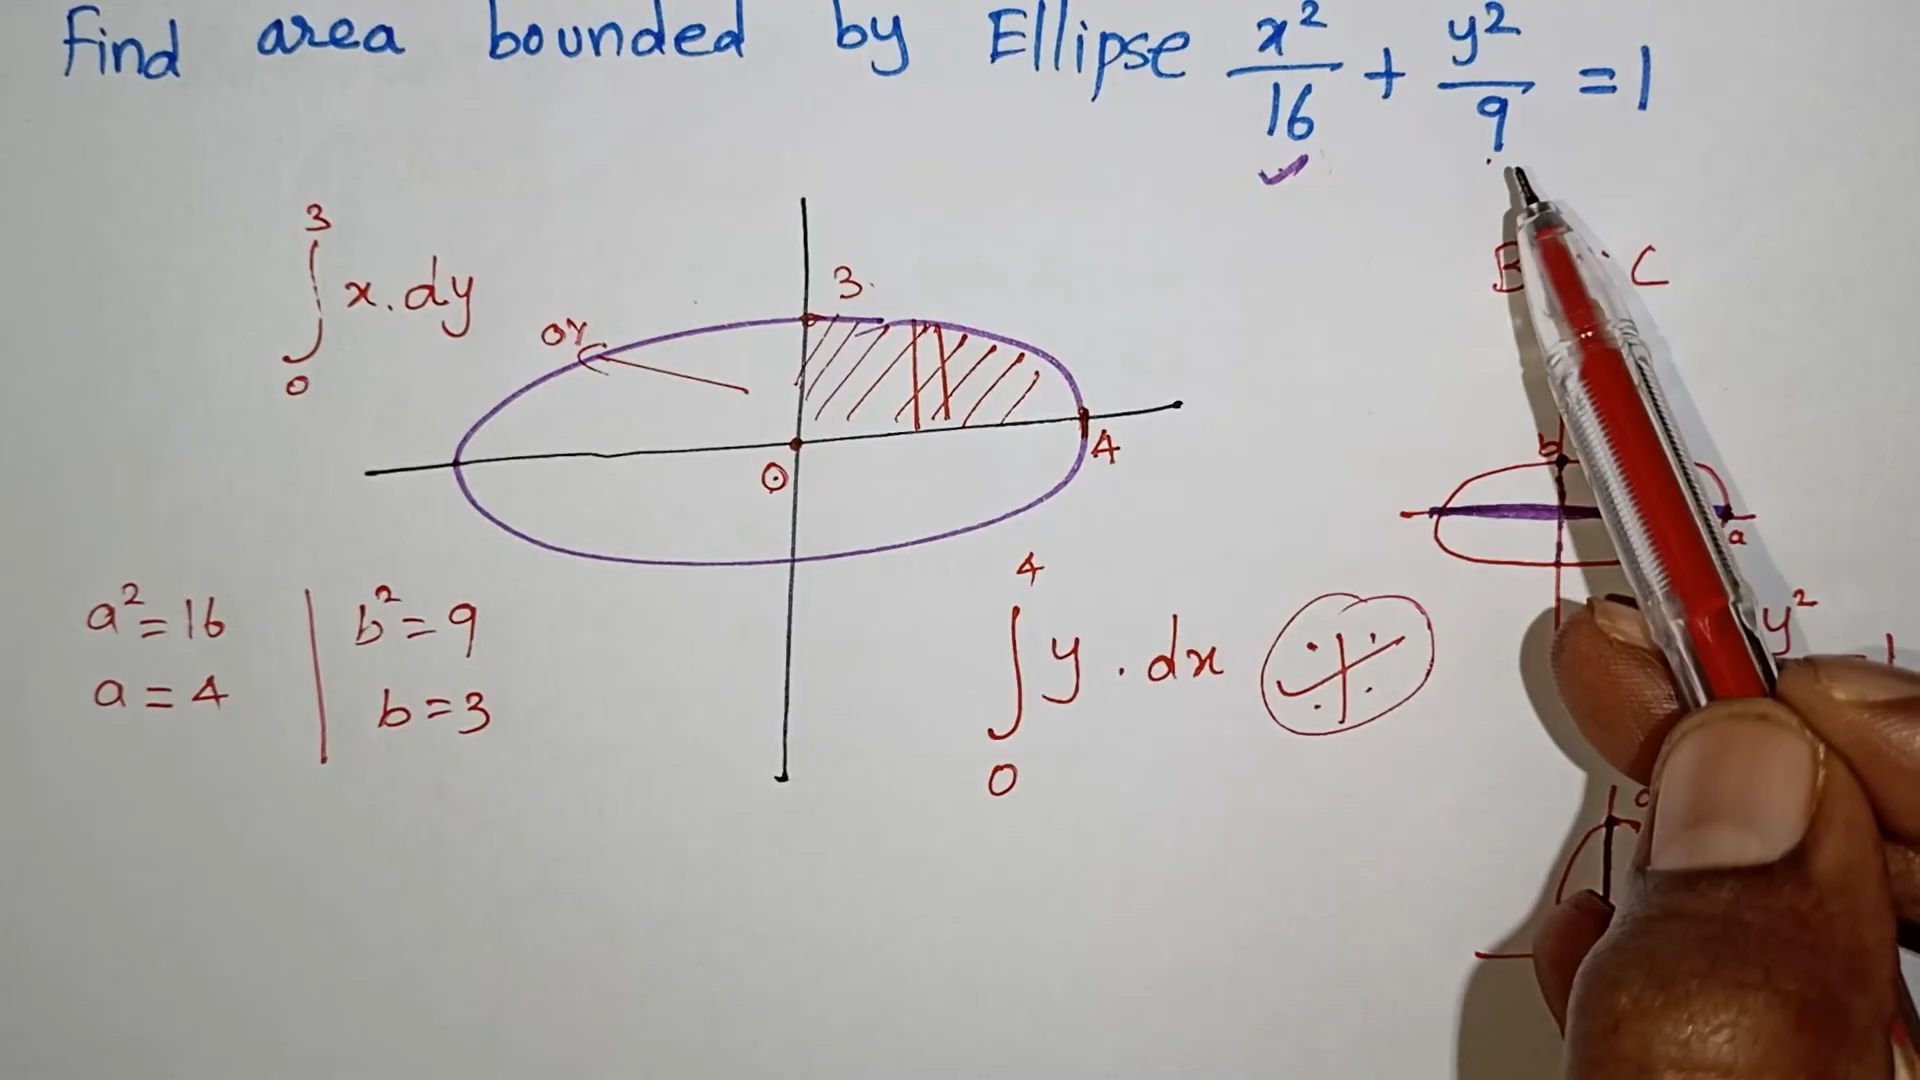 Find area bounded by Ellipse x²/16 + y²/9 = 1
∫₀³ x.dy
3.
or
B C
4
0
b
a
a² = 16 | b² = 9
a = 4 | b = 3
∫₀⁴ y . dx
y²